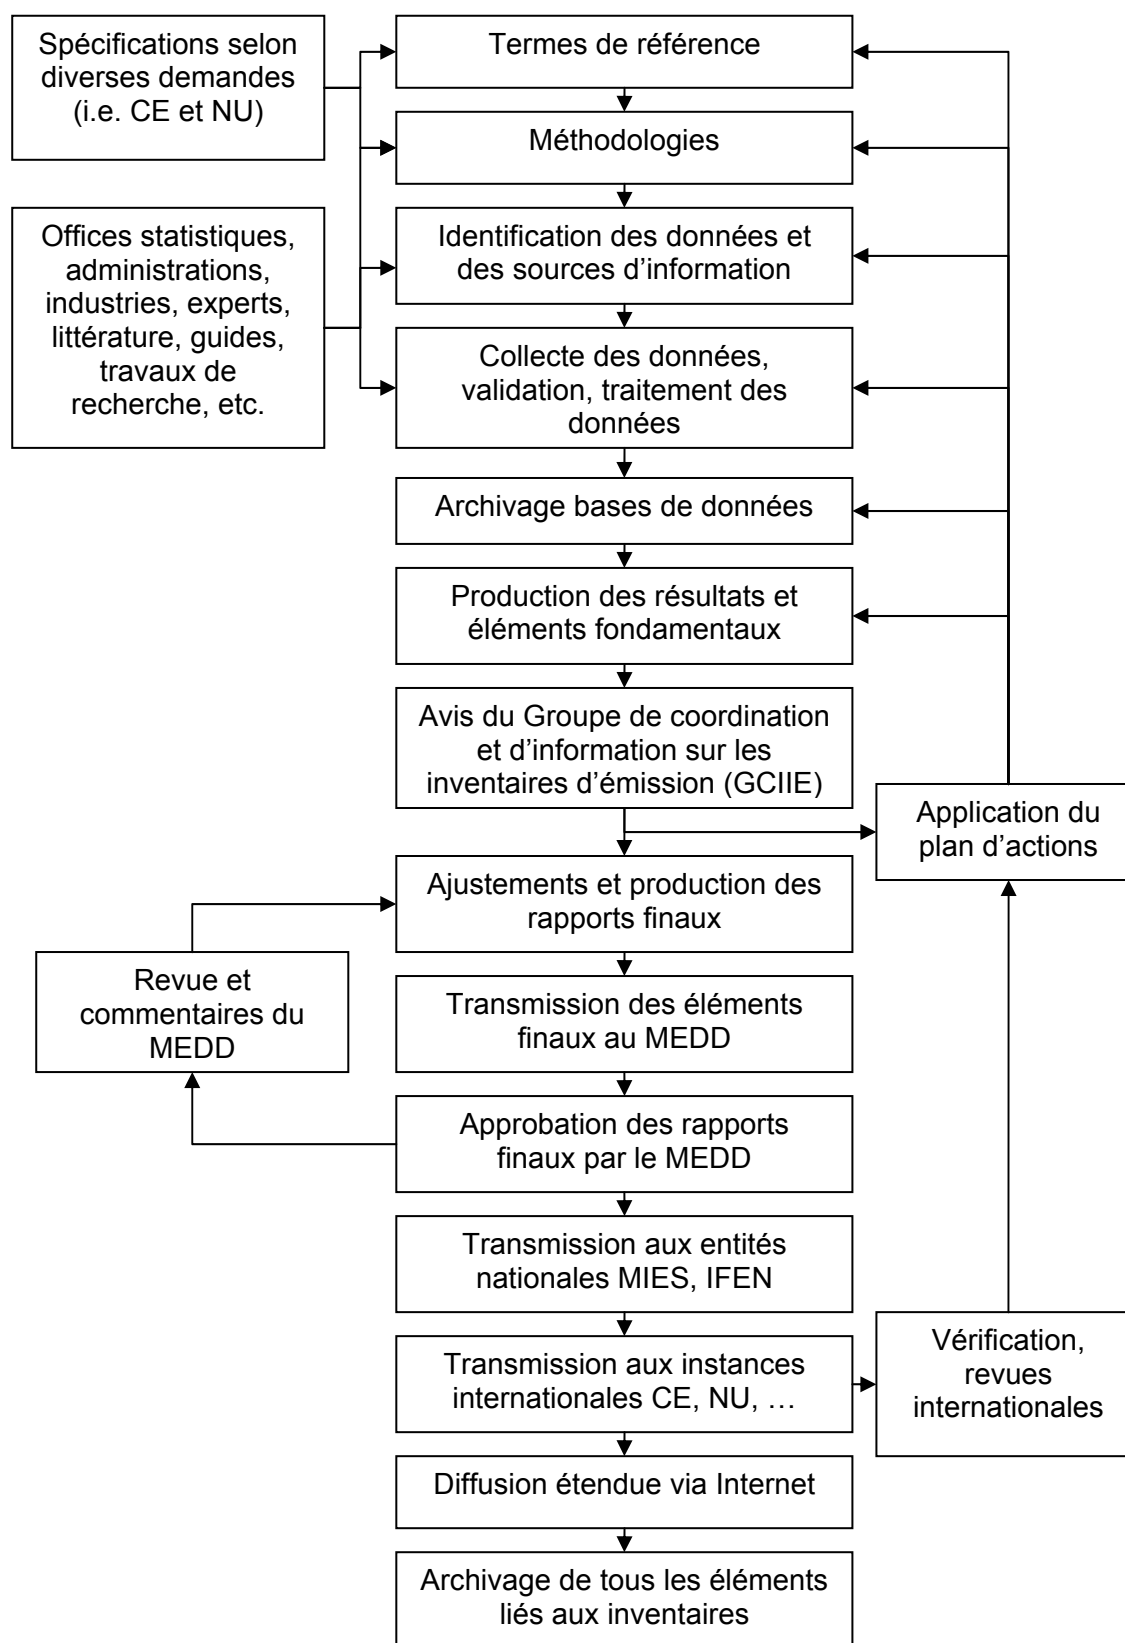 Spécifications selon
diverses demandes
(i.e. CE et NU)
Termes de référence
Méthodologies
Offices statistiques,
administrations,
industries, experts,
littérature, guides,
travaux de
recherche, etc.
Identification des données et
des sources d’information
Collecte des données,
validation, traitement des
données
Archivage bases de données
Production des résultats et
éléments fondamentaux
Avis du Groupe de coordination
et d’information sur les
inventaires d’émission (GCIIE)
Application du
plan d’actions
Ajustements et production des
rapports finaux
Revue et
commentaires du
MEDD
Transmission des éléments
finaux au MEDD
Approbation des rapports
finaux par le MEDD
Transmission aux entités
nationales MIES, IFEN
Transmission aux instances
internationales CE, NU, …
Vérification,
revues
internationales
Diffusion étendue via Internet
Archivage de tous les éléments
liés aux inventaires